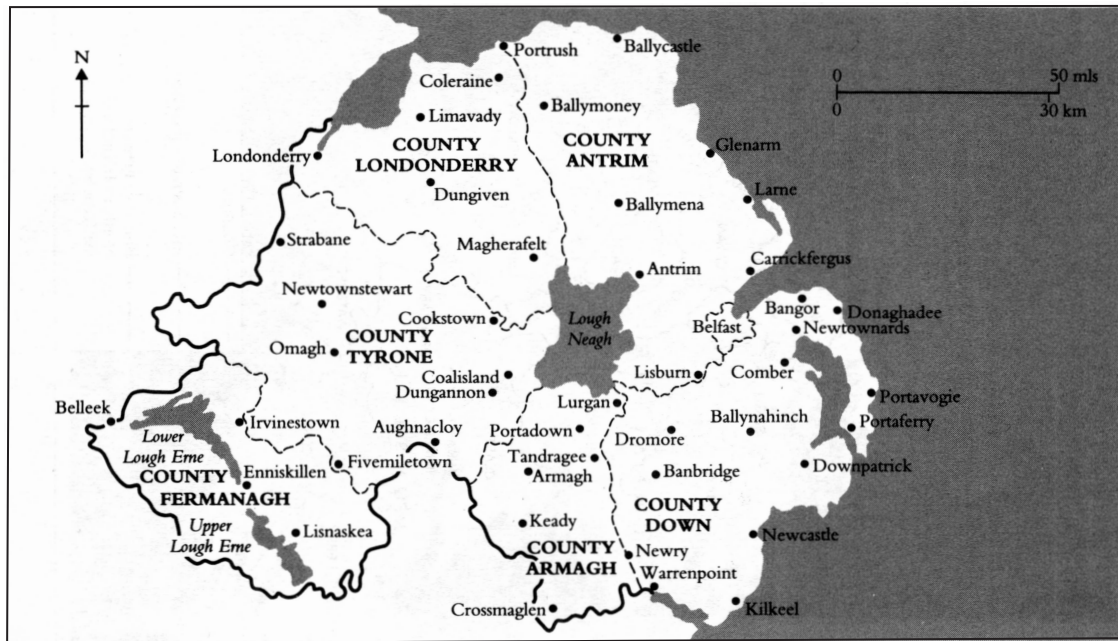 N
Portrush
Ballycastle
Coleraine
Ballymoney
Limavady
COUNTY
LONDONDERRY
COUNTY
ANTRIM
0 50 mls
0 30 km
Londonderry
Glenarm
Dungiven
Larne
Ballymena
Strabane
Magherafelt
Antrim
Carrickfergus
Newtownstewart
Cookstown
Lough
Neagh
Belfast
Bangor
Donaghadee
Newtownards
COUNTY
TYRONE
Omagh
Coalisland
Dungannon
Lisburn
Comber
Belleek
Lurgan
Portavogie
Irvinestown
Aughnacloy
Portadown
Dromore
Ballynahinch
Portaferry
Lower
Lough Erne
Enniskillen
Fivemiletown
Tandragee
Armagh
Banbridge
Downpatrick
COUNTY
FERMANAGH
COUNTY
DOWN
Upper
Lough Erne
Lisnaskea
Keady
Newcastle
COUNTY
ARMAGH
Newry
Warrenpoint
Crossmaglen
Kilkeel